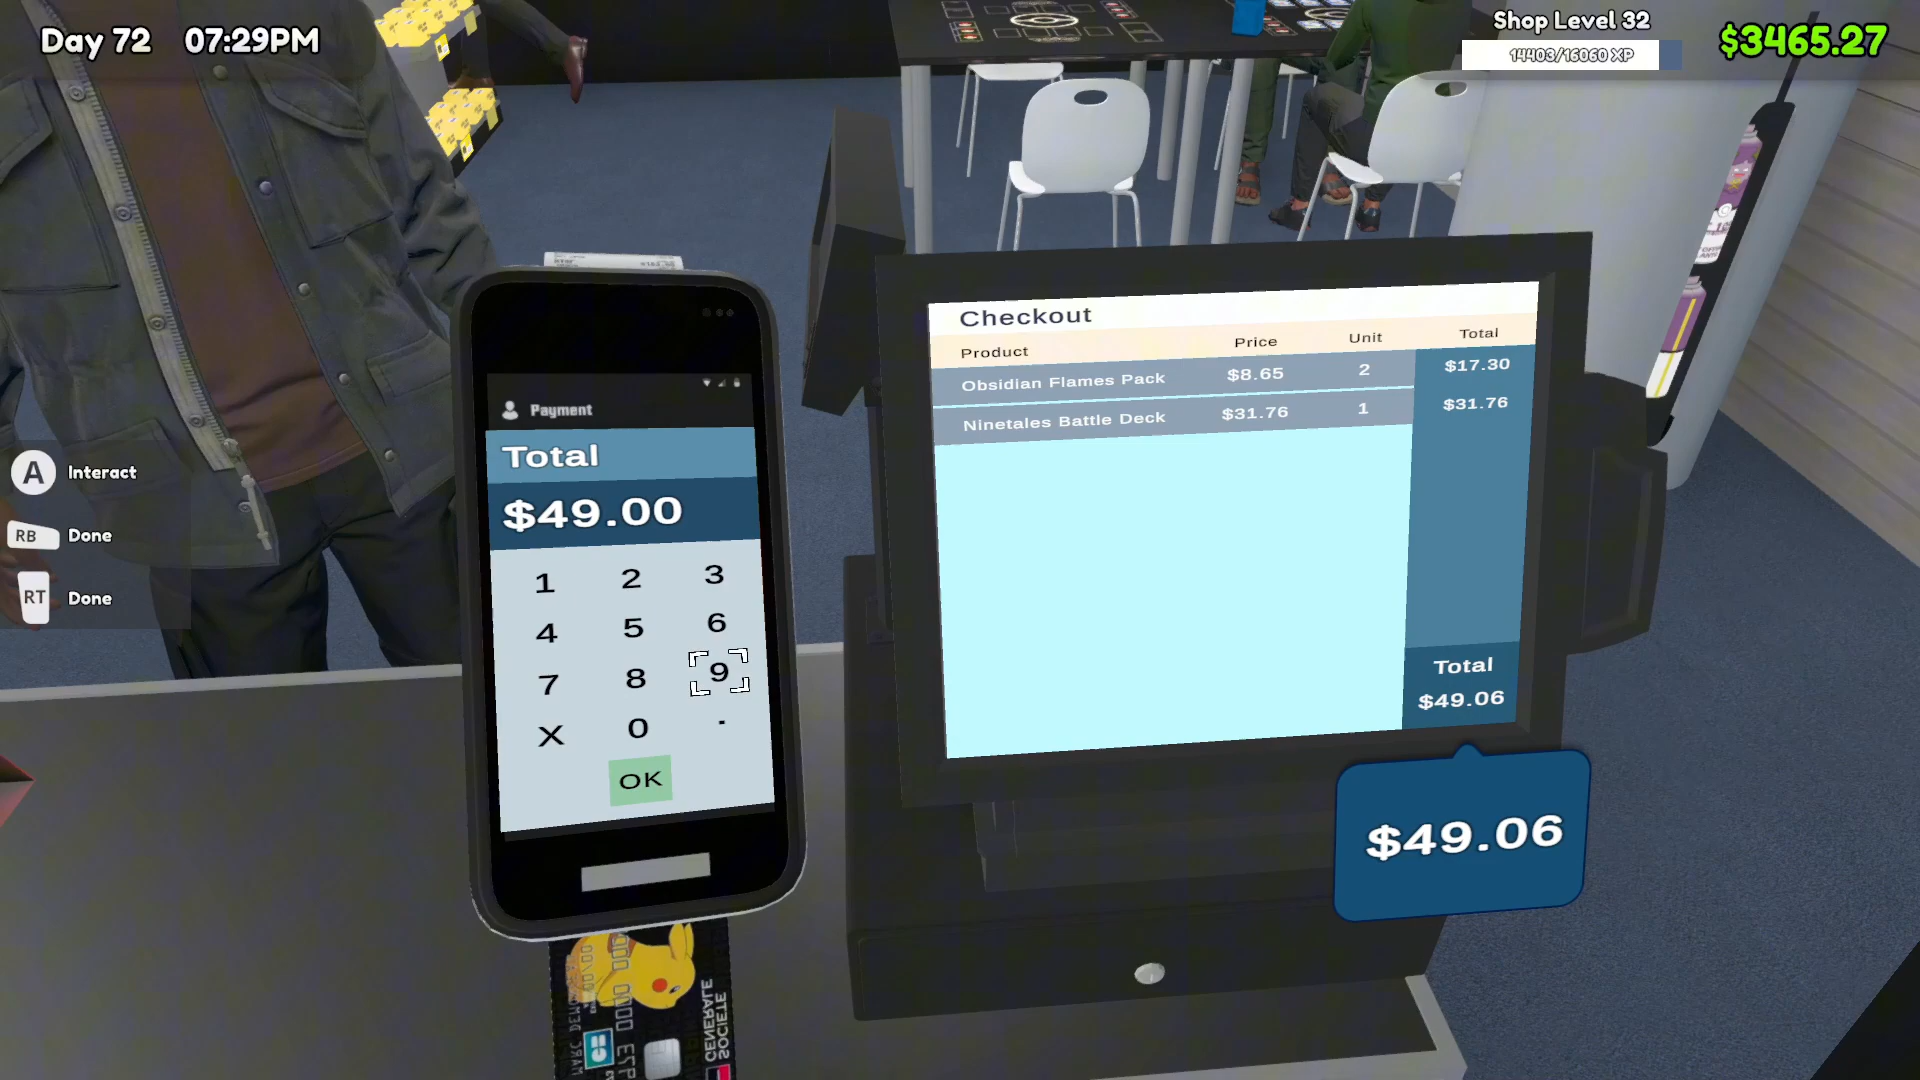 Day 72 07:29PM
Shop Level 32
14403/16060 XP
$3465.27
A Interact
RB Done
RT Done
Payment
Total
$49.00
1 2 3
4 5 6
7 8 9
X 0 .
OK
Checkout
Product Price Unit Total
Obsidian Flames Pack $8.65 2 $17.30
Ninetales Battle Deck $31.76 1 $31.76
Total
$49.06
$49.06
SOCIETE
GENERALE